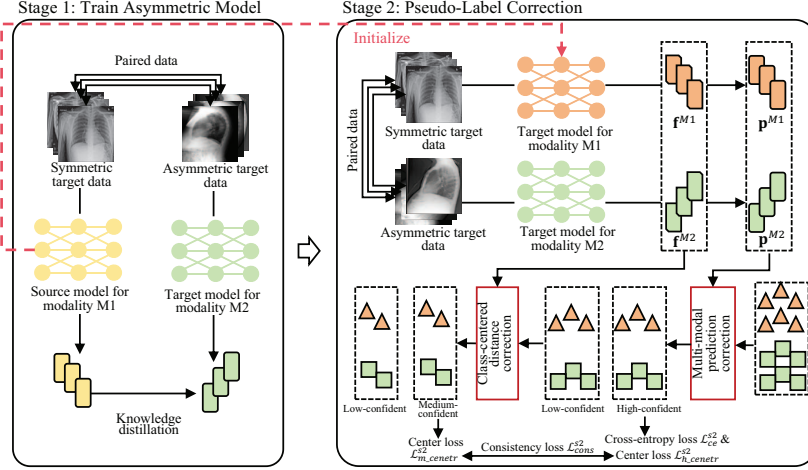 Stage 1: Train Asymmetric Model
Stage 2: Pseudo-Label Correction
Paired data
Symmetric
target data
Asymmetric target
data
Source model for
modality M1
Target model for
modality M2
Knowledge
distillation
Initialize
Paired data
Symmetric target data
Target model for
modality M1
f^{M1}
p^{M1}
Asymmetric target
data
Target model for
modality M2
f^{M2}
p^{M2}
Class-centered
distance
correction
Multi-modal
prediction
correction
Low-confident
Medium-
confident
Low-confident
High-confident
Center loss
ℒ^{s2}_{m_cenetr}
Consistency loss ℒ^{s2}_{cons}
Cross-entropy loss ℒ^{s2}_{ce} &
Center loss ℒ^{s2}_{h_cenetr}